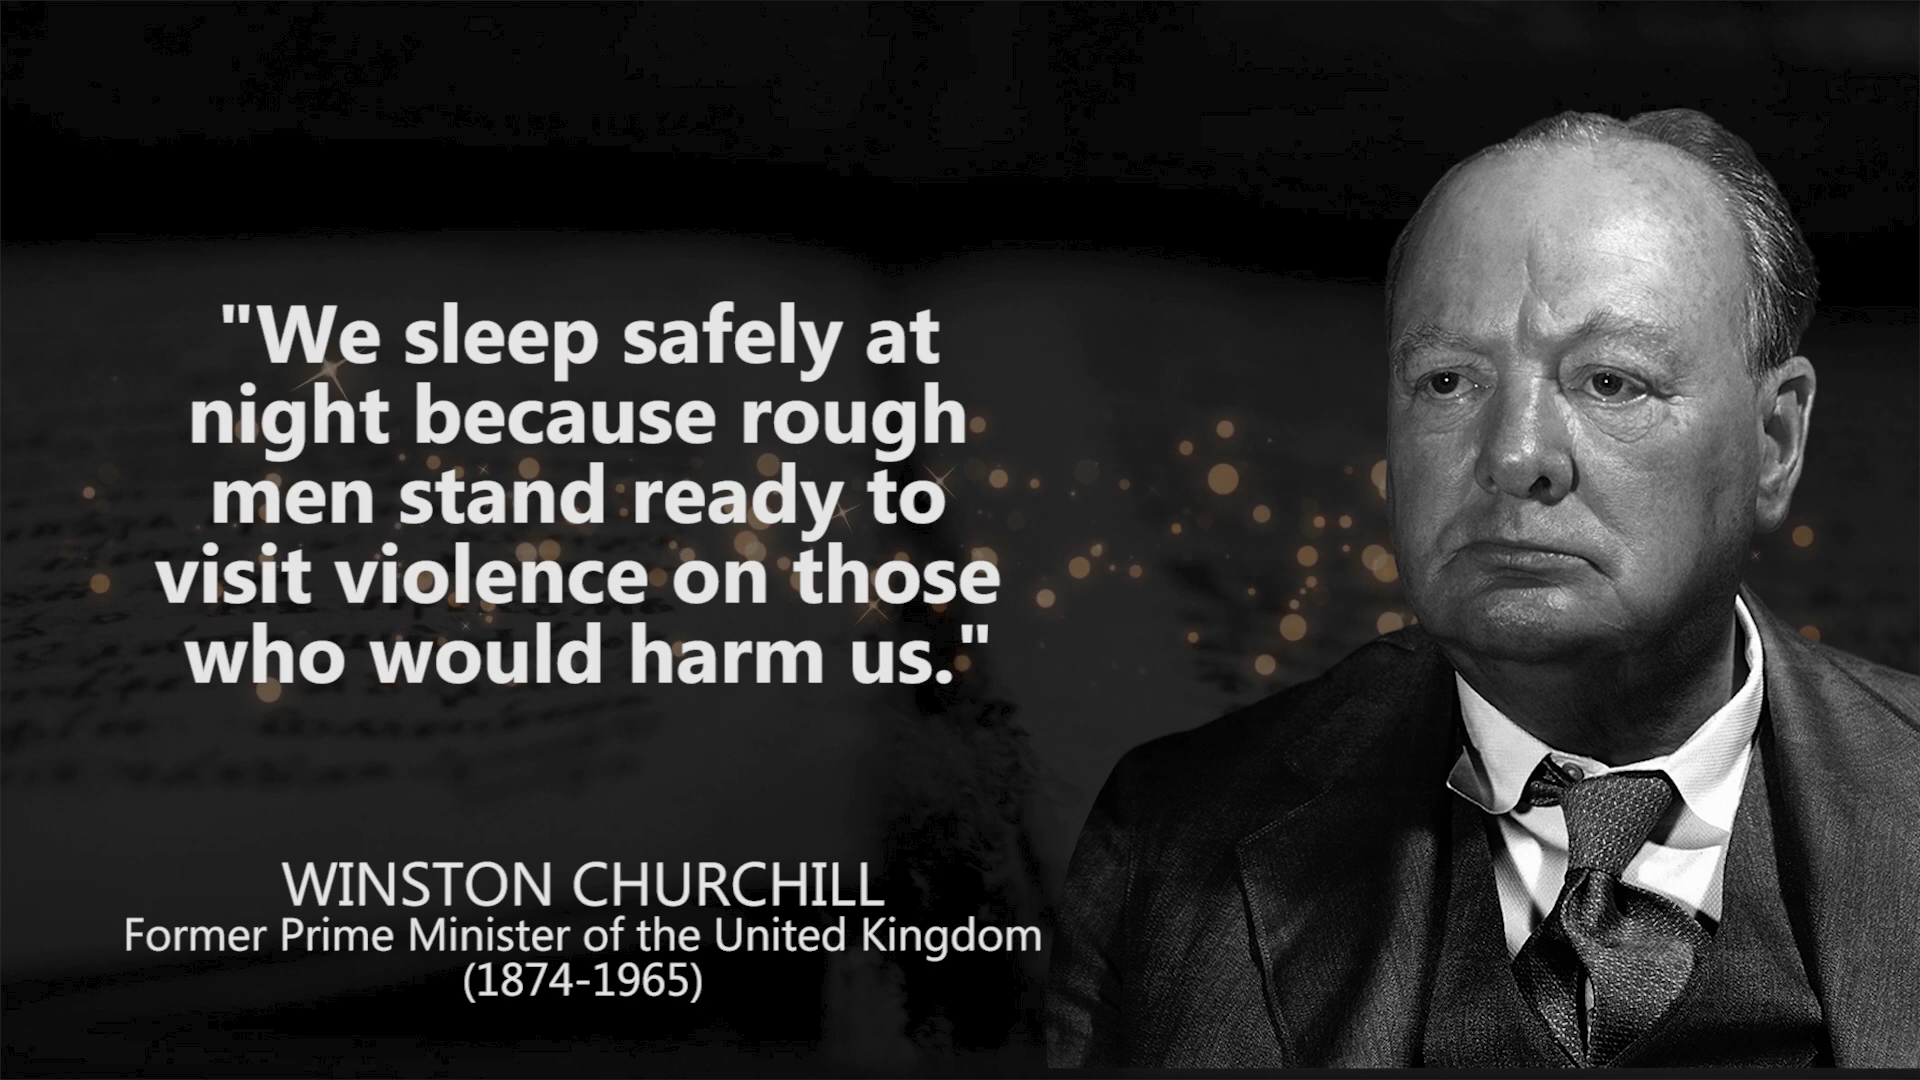 "We sleep safely at
night because rough
men stand ready to
visit violence on those
who would harm us."
WINSTON CHURCHILL
Former Prime Minister of the United Kingdom
(1874-1965)